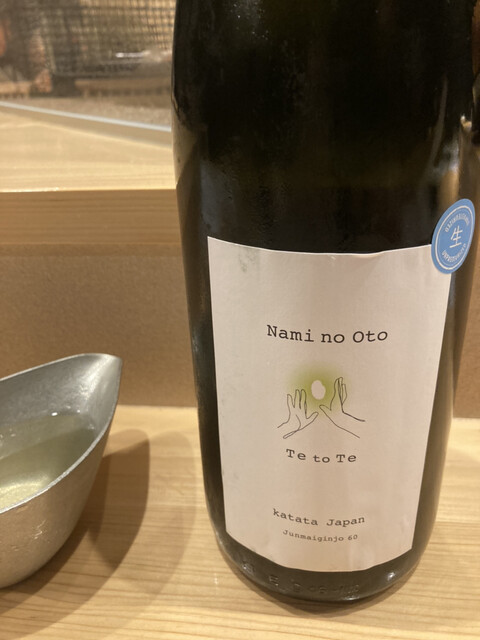 生
Nami no Oto
Te to Te
katata Japan
Junmaiginjo 60